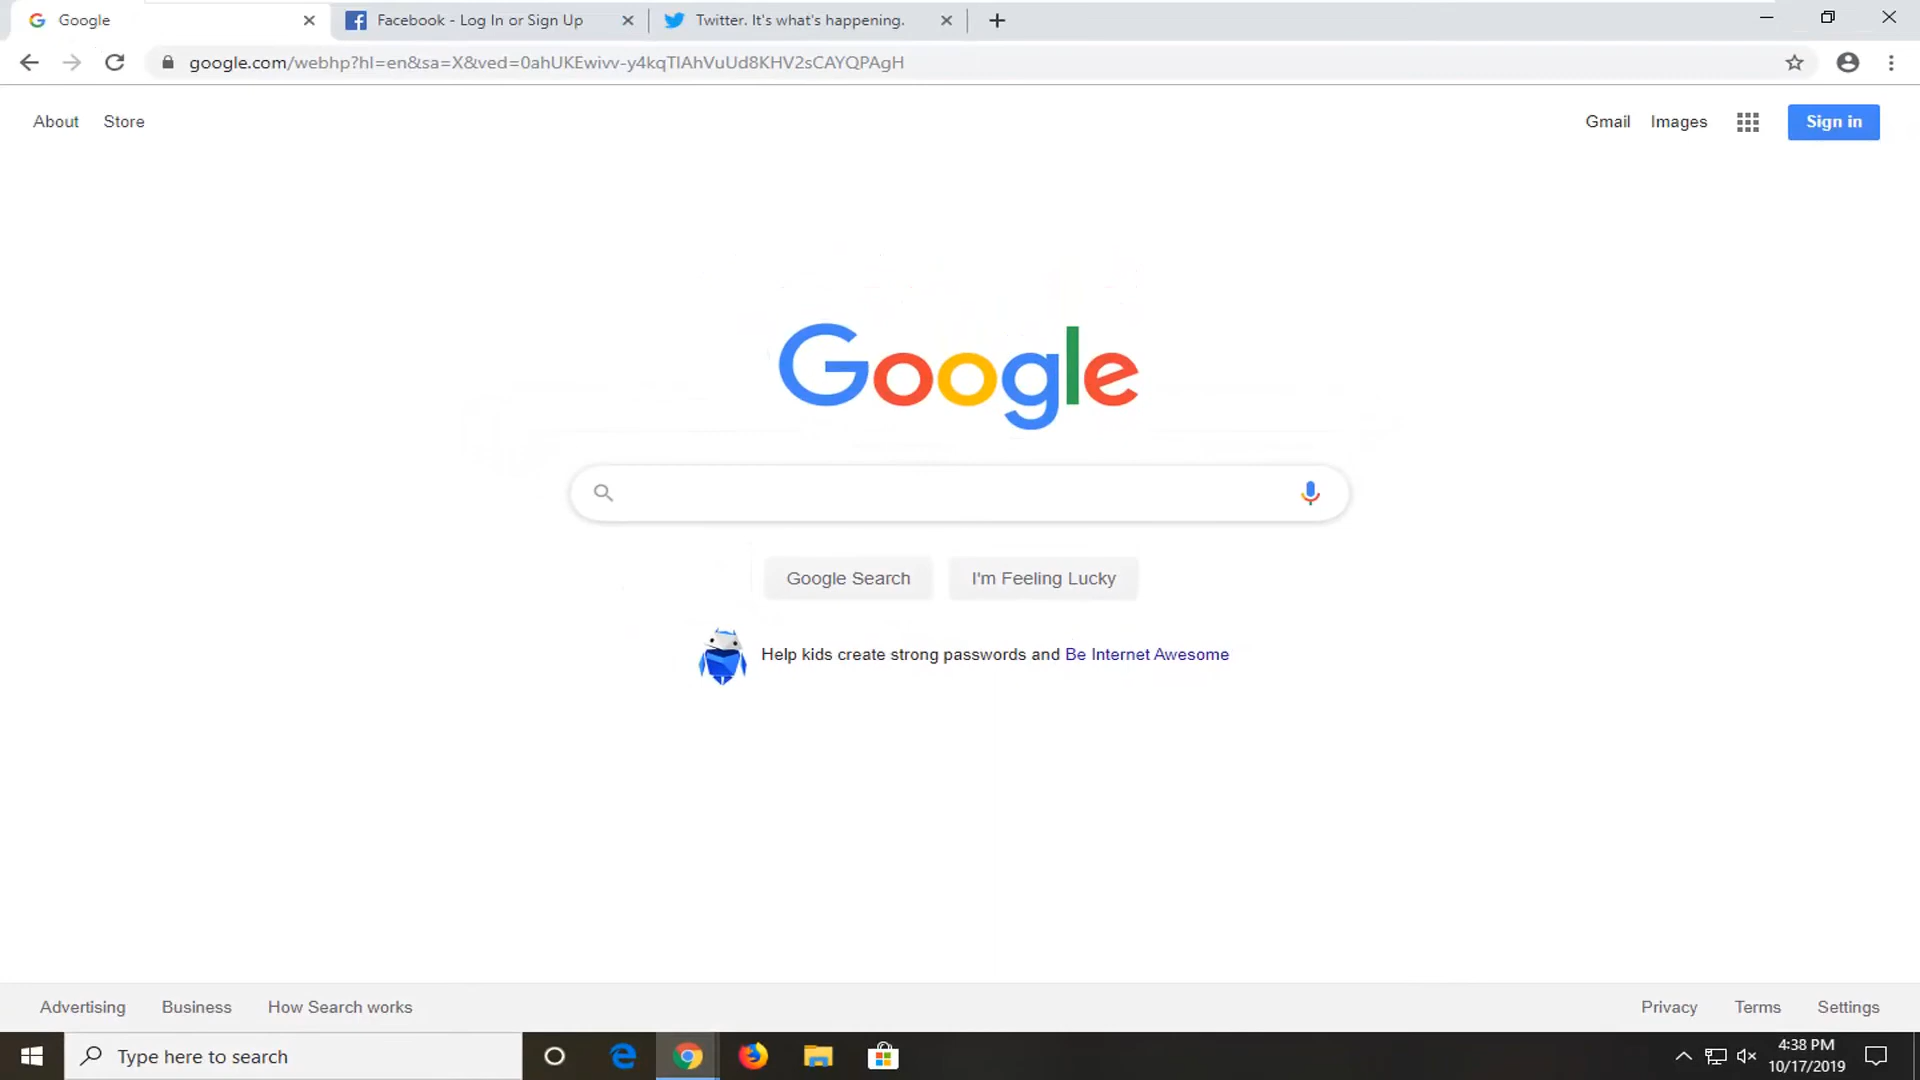 Google
Facebook - Log In or Sign Up
Twitter. It's what's happening.
google.com/webhp?hl=en&sa=X&ved=0ahUKEwivv-y4kqTlAhVuUd8KHV2sCAYQPAgH
About Store
Gmail Images Sign in
Google
Google Search I'm Feeling Lucky
Help kids create strong passwords and Be Internet Awesome
Advertising Business How Search works
Privacy Terms Settings
Type here to search
4:38 PM
10/17/2019